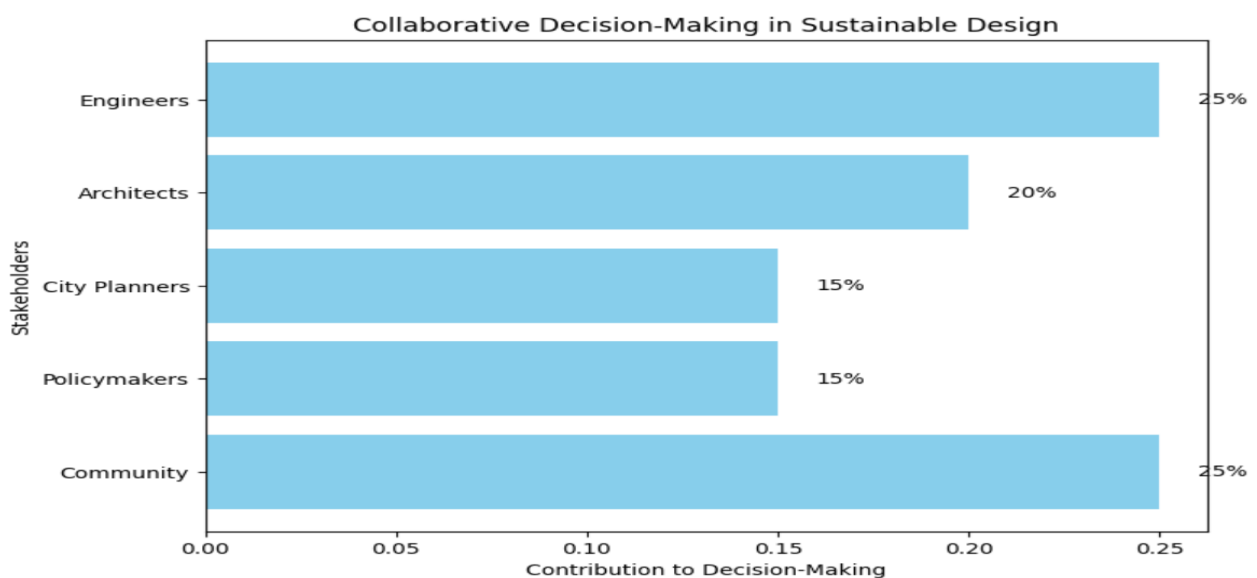 Collaborative Decision-Making in Sustainable Design
Stakeholders
Engineers
25%
Architects
20%
City Planners
15%
Policymakers
15%
Community
25%
0.00
0.05
0.10
0.15
0.20
0.25
Contribution to Decision-Making